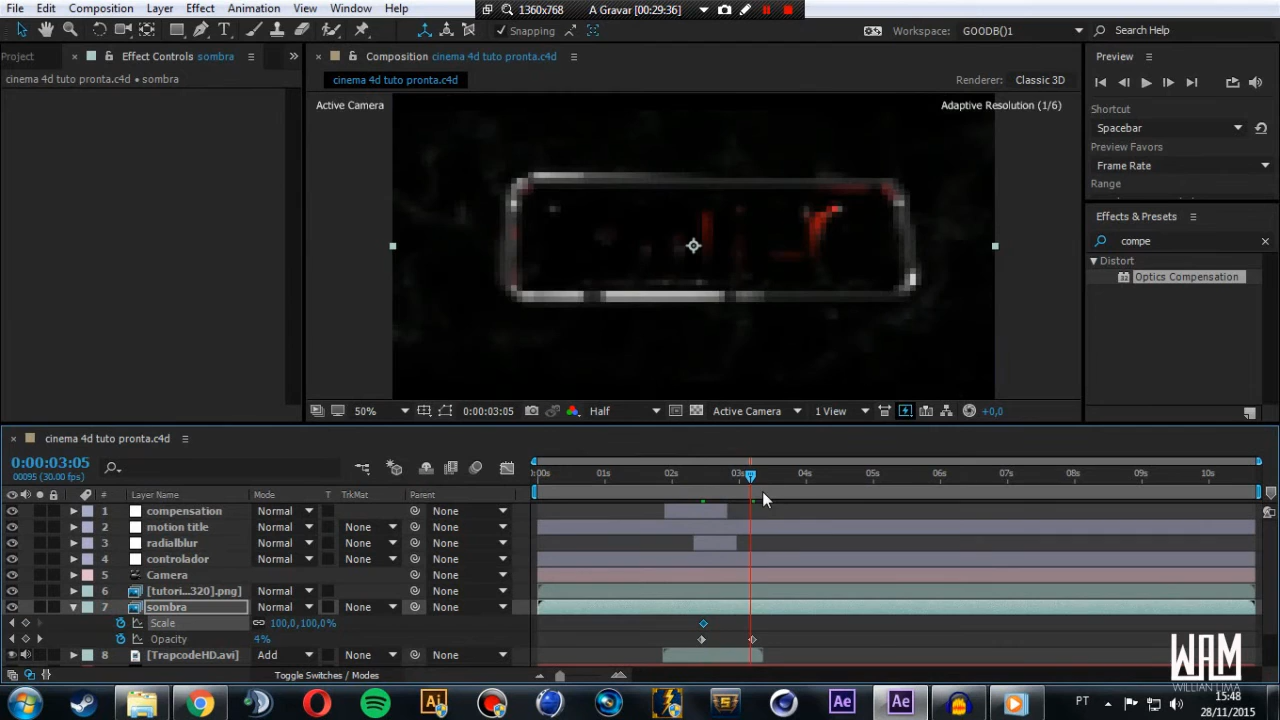 File Edit Composition Layer Effect Animation View Window Help
1360x768 A Gravar [00:29:36]
Snapping
Workspace: GOODB()1
Search Help
Project
Effect Controls sombra
Composition cinema 4d tuto pronta.c4d
Preview
cinema 4d tuto pronta.c4d • sombra
cinema 4d tuto pronta.c4d
Renderer: Classic 3D
Active Camera
Adaptive Resolution (1/6)
Shortcut
Spacebar
Preview Favors
Frame Rate
Range
Effects & Presets
compe
Distort
32 Optics Compensation
50% 0:00:03:05 Half Active Camera 1 View +0,0
cinema 4d tuto pronta.c4d
0:00:03:05
00095 (30.00 fps)
:00s 01s 02s 03s 04s 05s 06s 07s 08s 09s 10s
# Layer Name Mode T TrkMat Parent
1 compensation Normal None
2 motion title Normal None None
3 radialblur Normal None None
4 controlador Normal None None
5 Camera None
6 [tutori...320].png] Normal None None
7 sombra Normal None None
Scale 100,0,100,0%
Opacity 4%
8 [TrapcodeHD.avi] Add None None
Toggle Switches / Modes
WAM
WILLIAN LIMA
Ai Ae Ae
PT
15:48
28/11/2015